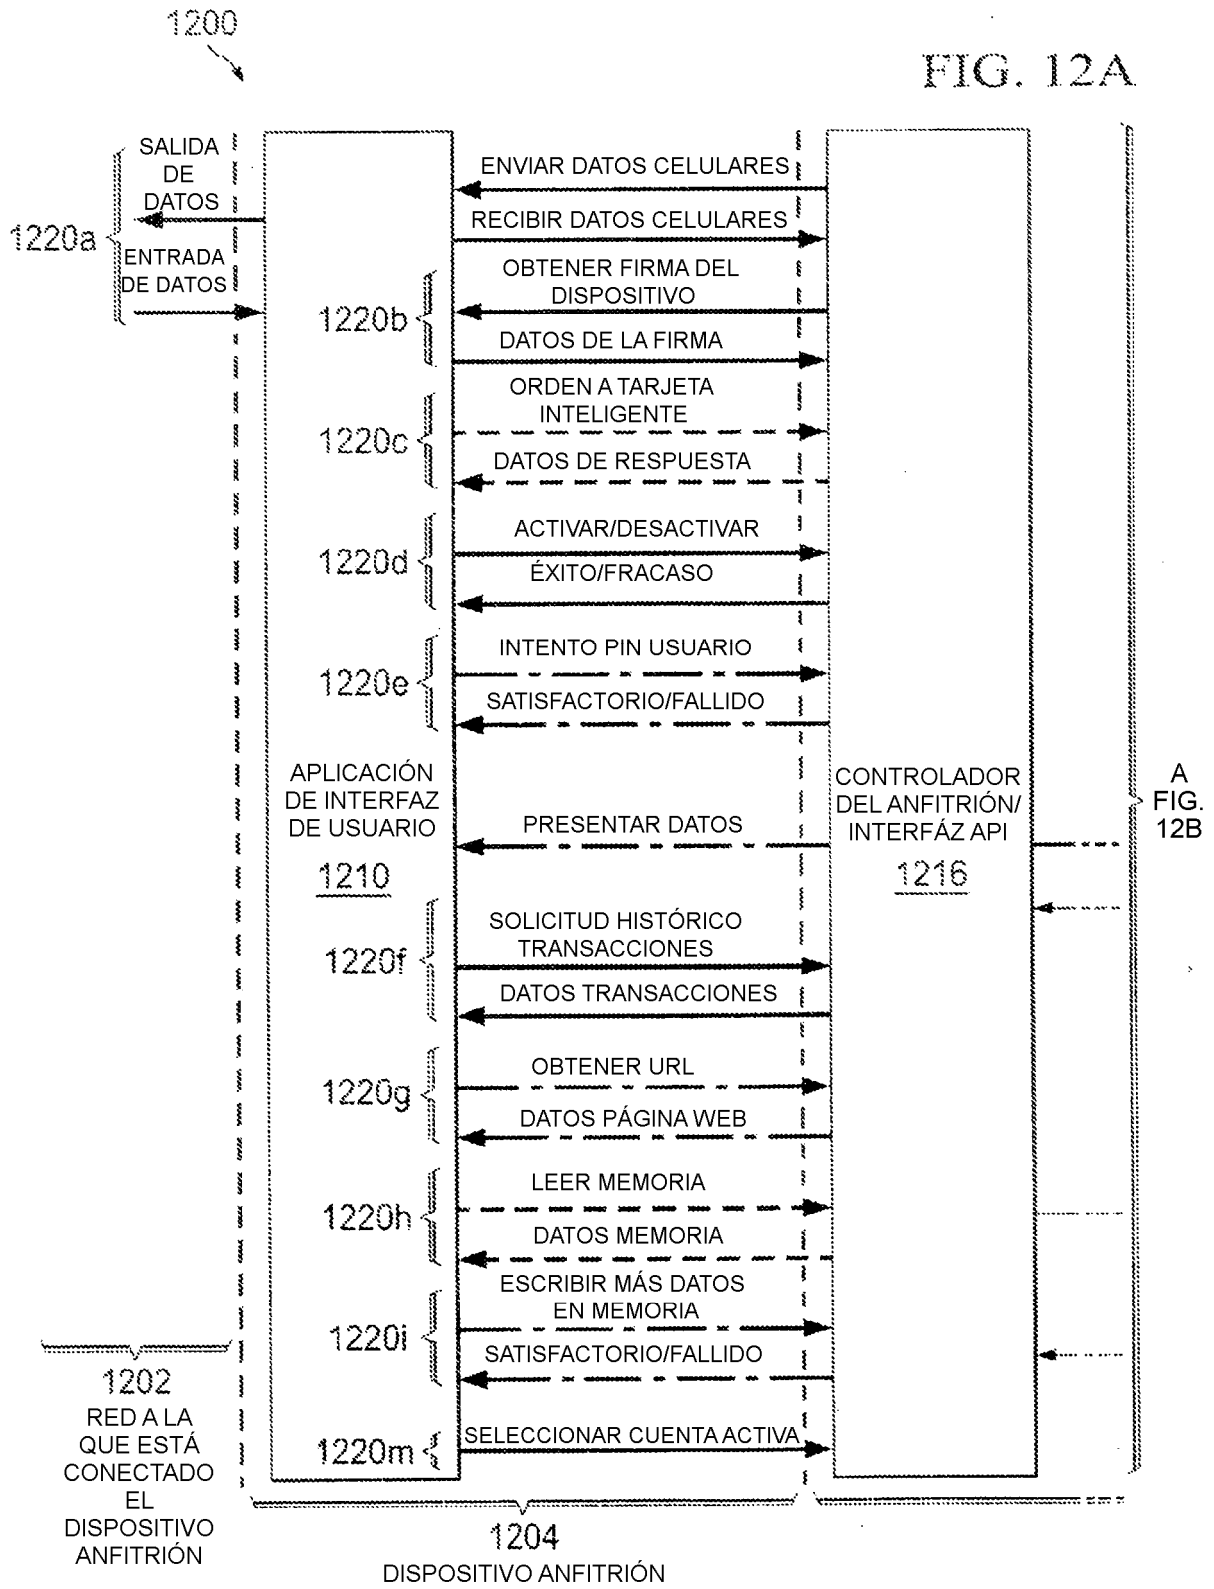 1200
FIG. 12A
SALIDA
DE
DATOS
1220a
ENTRADA
DE DATOS
ENVIAR DATOS CELULARES
RECIBIR DATOS CELULARES
OBTENER FIRMA DEL
DISPOSITIVO
1220b
DATOS DE LA FIRMA
ORDEN A TARJETA
INTELIGENTE
1220c
DATOS DE RESPUESTA
ACTIVAR/DESACTIVAR
1220d
ÉXITO/FRACASO
INTENTO PIN USUARIO
1220e
SATISFACTORIO/FALLIDO
APLICACIÓN
DE INTERFAZ
DE USUARIO
1210
PRESENTAR DATOS
CONTROLADOR
DEL ANFITRIÓN/
INTERFÁZ API
1216
A
FIG.
12B
SOLICITUD HISTÓRICO
TRANSACCIONES
1220f
DATOS TRANSACCIONES
OBTENER URL
1220g
DATOS PÁGINA WEB
LEER MEMORIA
1220h
DATOS MEMORIA
ESCRIBIR MÁS DATOS
EN MEMORIA
1220i
SATISFACTORIO/FALLIDO
SELECCIONAR CUENTA ACTIVA
1220m
1202
RED A LA
QUE ESTÁ
CONECTADO
EL
DISPOSITIVO
ANFITRIÓN
1204
DISPOSITIVO ANFITRIÓN